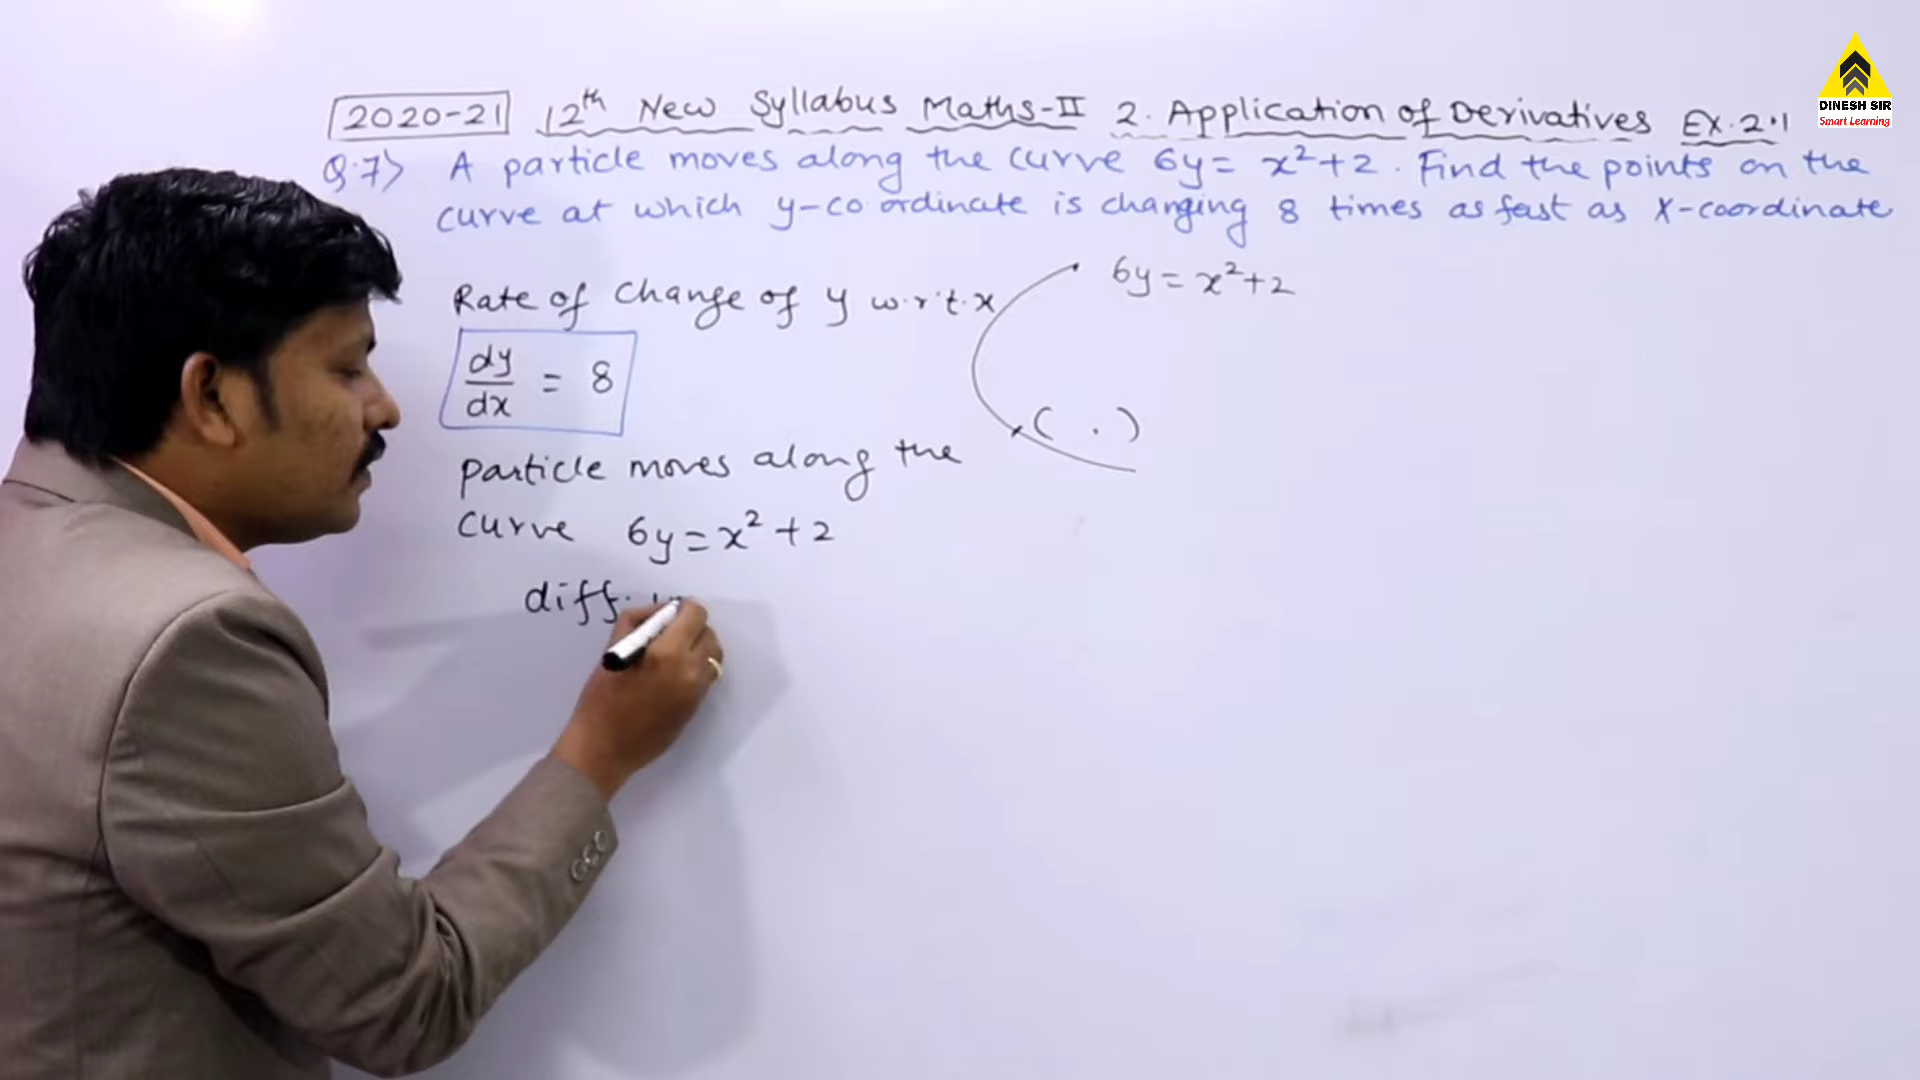 2020-21 12th New Syllabus Maths-II 2. Application of Derivatives Ex.2.1
Q.7> A particle moves along the curve 6y = x²+2. Find the points on the
curve at which y-co ordinate is changing 8 times as fast as X-coordinate
Rate of change of y w.r.t.x
dy/dx = 8
particle moves along the
curve 6y = x² + 2
diff.
6y = x²+2
( . )
DINESH SIR
Smart Learning